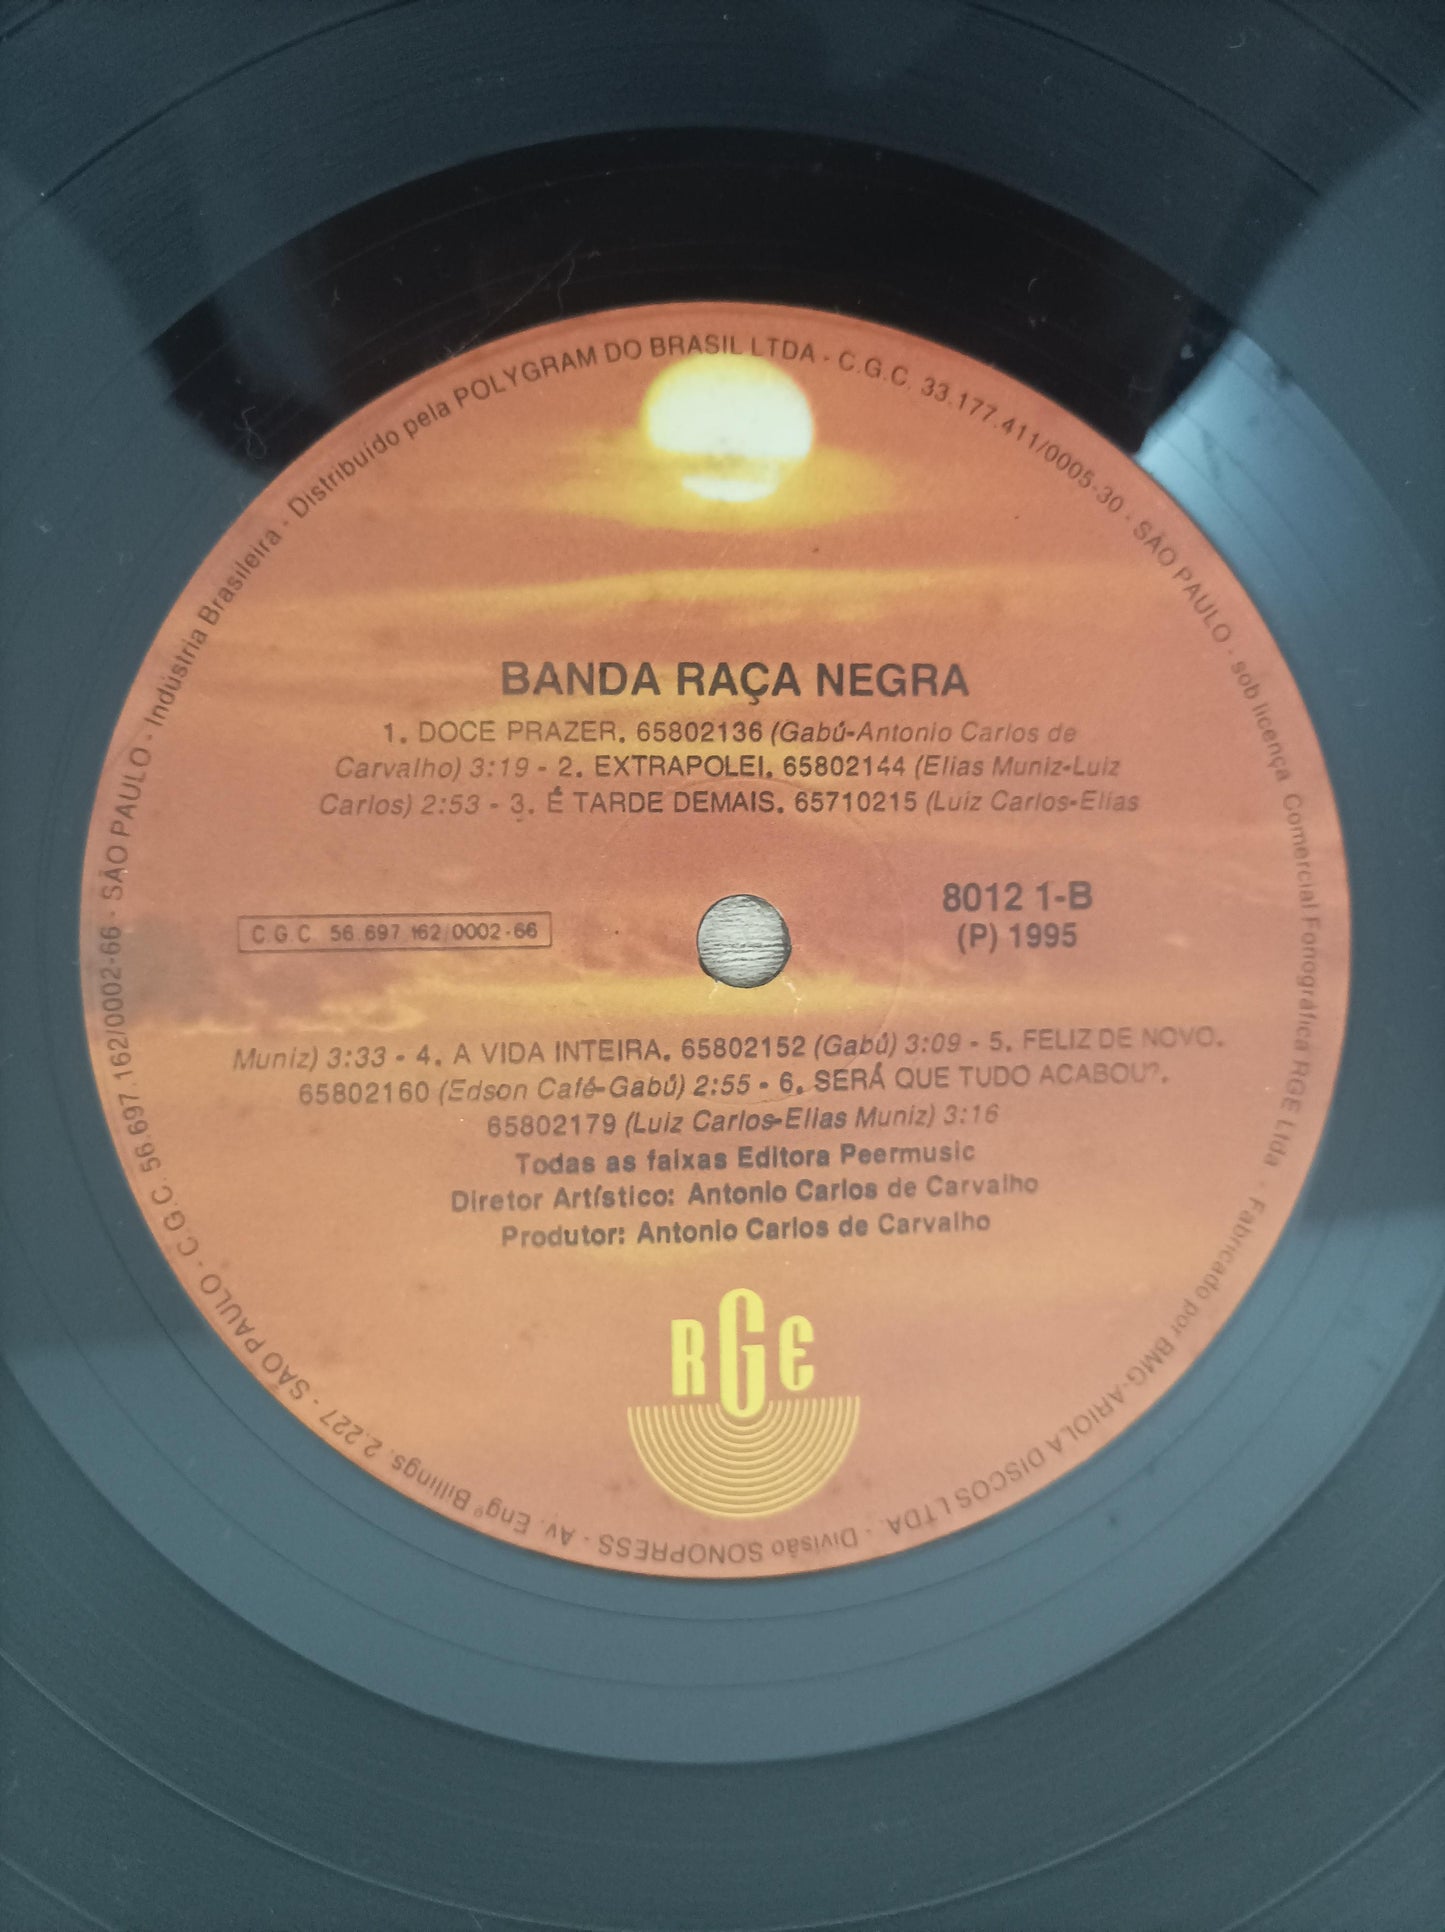 BANDA RAÇA NEGRA
1. DOCE PRAZER. 65802136 (Gabú-Antonio Carlos de
Carvalho) 3:19 - 2. EXTRAPOLEI. 65802144 (Elias Muniz-Luiz
Carlos) 2:53 - 3. É TARDE DEMAIS. 65710215 (Luiz Carlos-Elias
8012 1-B
C.G.C. 56.697.162/0002-66
(P) 1995
Muniz) 3:33 - 4. A VIDA INTEIRA. 65802152 (Gabú) 3:09 - 5. FELIZ DE NOVO.
65802160 (Edson Café-Gabú) 2:55 - 6. SERÁ QUE TUDO ACABOU?.
65802179 (Luiz Carlos-Elias Muniz) 3:16
Todas as faixas Editora Peermusic
Diretor Artístico: Antonio Carlos de Carvalho
Produtor: Antonio Carlos de Carvalho
RGE
Fabricado por BMG-ARIOLA DISCOS LTDA. - Divisão SONOPRESS - Av. Engº Billings, 2.227 - SÃO PAULO - C.G.C. 56.697.162/0002-66 - SÃO PAULO - Indústria Brasileira - Distribuido pela POLYGRAM DO BRASIL LTDA - C.G.C. 33.177.411/0005-30 - SÃO PAULO - sob licença Comercial Fonográfica RGE Ltda -